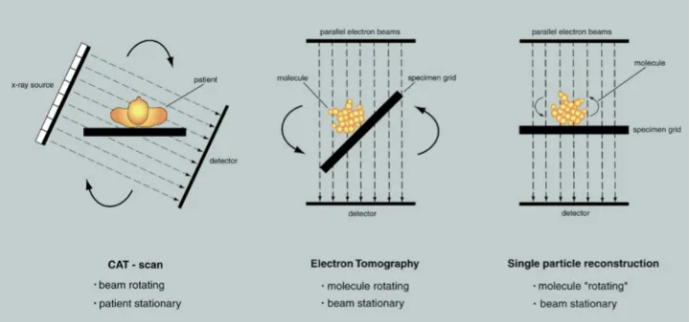 x-ray source
patient
detector
CAT - scan
· beam rotating
· patient stationary
parallel electron beams
molecule
specimen grid
detector
Electron Tomography
· molecule rotating
· beam stationary
parallel electron beams
molecule
specimen grid
detector
Single particle reconstruction
· molecule "rotating"
· beam stationary